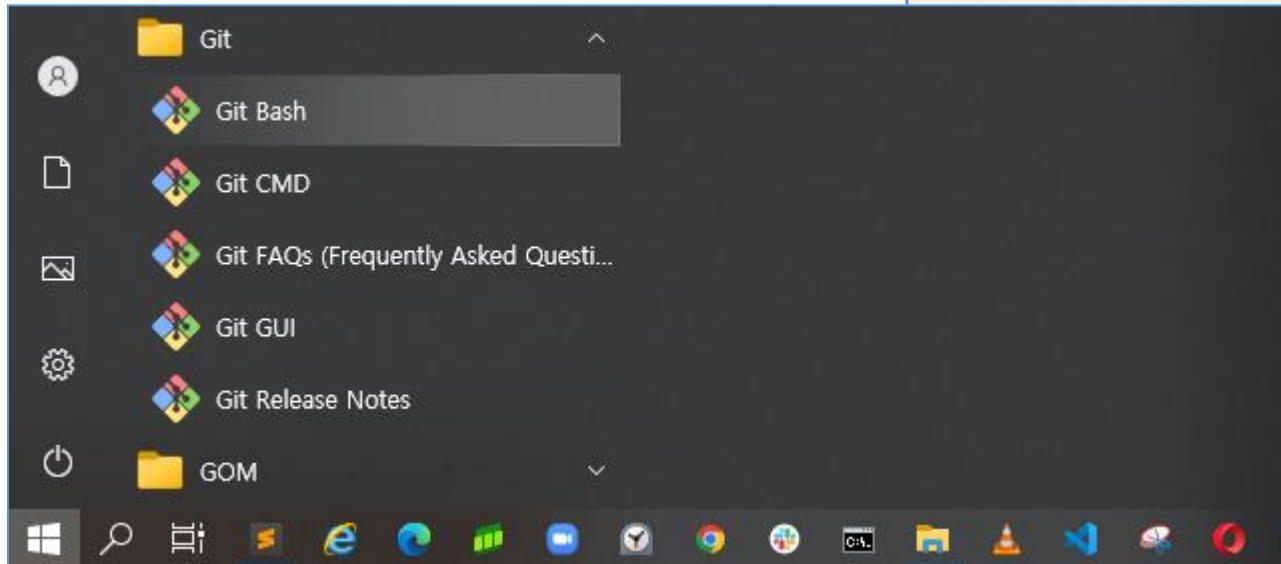 Git
Git Bash
Git CMD
Git FAQs (Frequently Asked Questi...
Git GUI
Git Release Notes
GOM